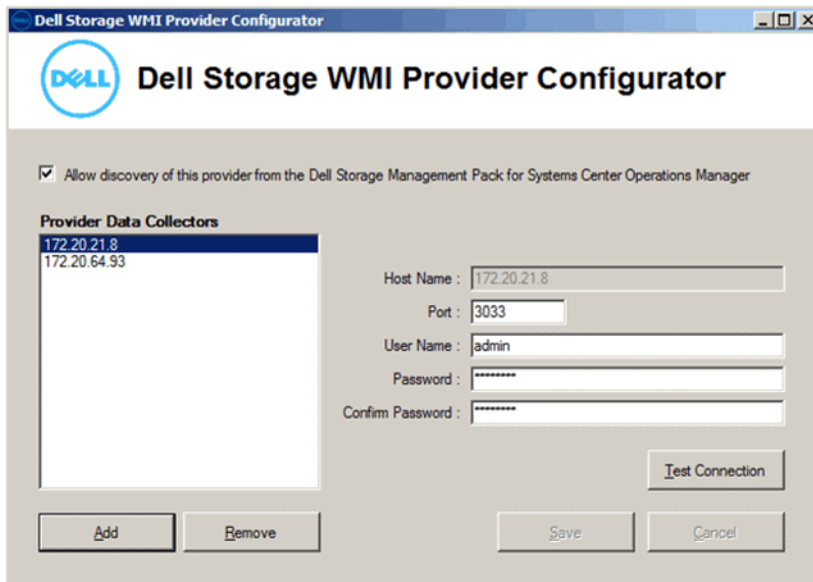 Dell Storage WMI Provider Configurator
DELL
Dell Storage WMI Provider Configurator
Allow discovery of this provider from the Dell Storage Management Pack for Systems Center Operations Manager
Provider Data Collectors
172.20.21.8
172.20.64.93
Host Name : 172.20.21.8
Port : 3033
User Name : admin
Password : ********
Confirm Password : ********
Test Connection
Add Remove Save Cancel